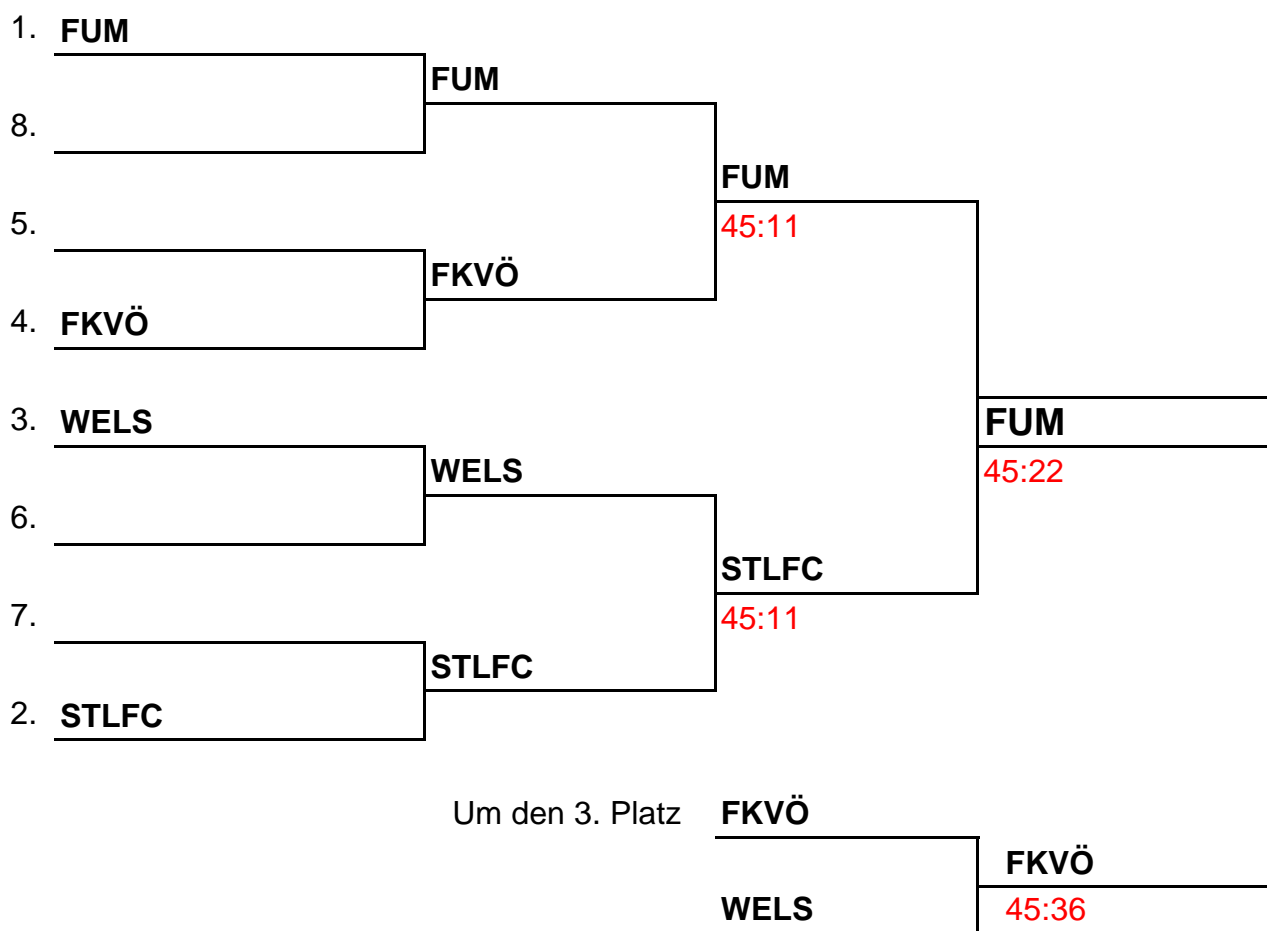 1. FUM
FUM
8.
FUM
5.
45:11
FKVÖ
4. FKVÖ
3. WELS
FUM
WELS
45:22
6.
STLFC
7.
45:11
STLFC
2. STLFC
Um den 3. Platz FKVÖ
FKVÖ
WELS 45:36